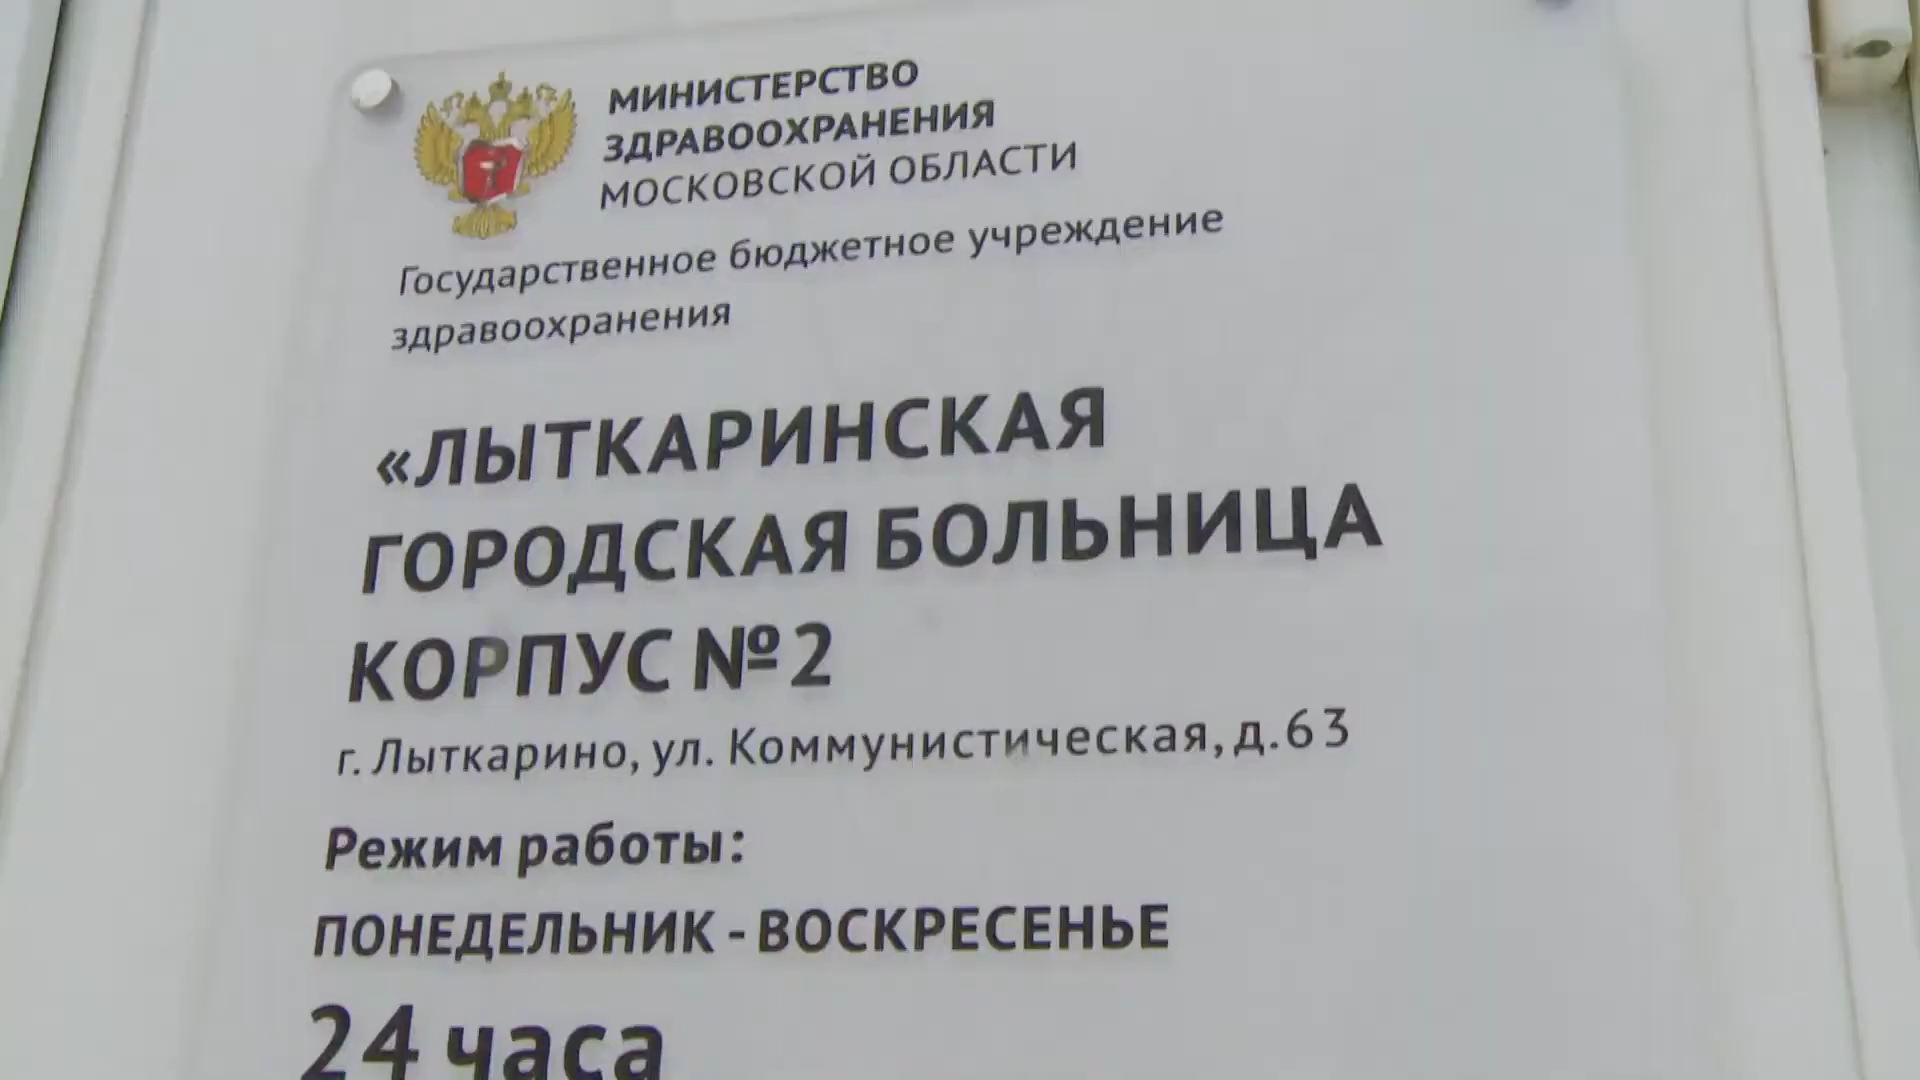 МИНИСТЕРСТВО
ЗДРАВООХРАНЕНИЯ
МОСКОВСКОЙ ОБЛАСТИ
Государственное бюджетное учреждение
здравоохранения
«ЛЫТКАРИНСКАЯ
ГОРОДСКАЯ БОЛЬНИЦА
КОРПУС №2
г. Лыткарино, ул. Коммунистическая, д.63
Режим работы:
ПОНЕДЕЛЬНИК - ВОСКРЕСЕНЬЕ
24 часа